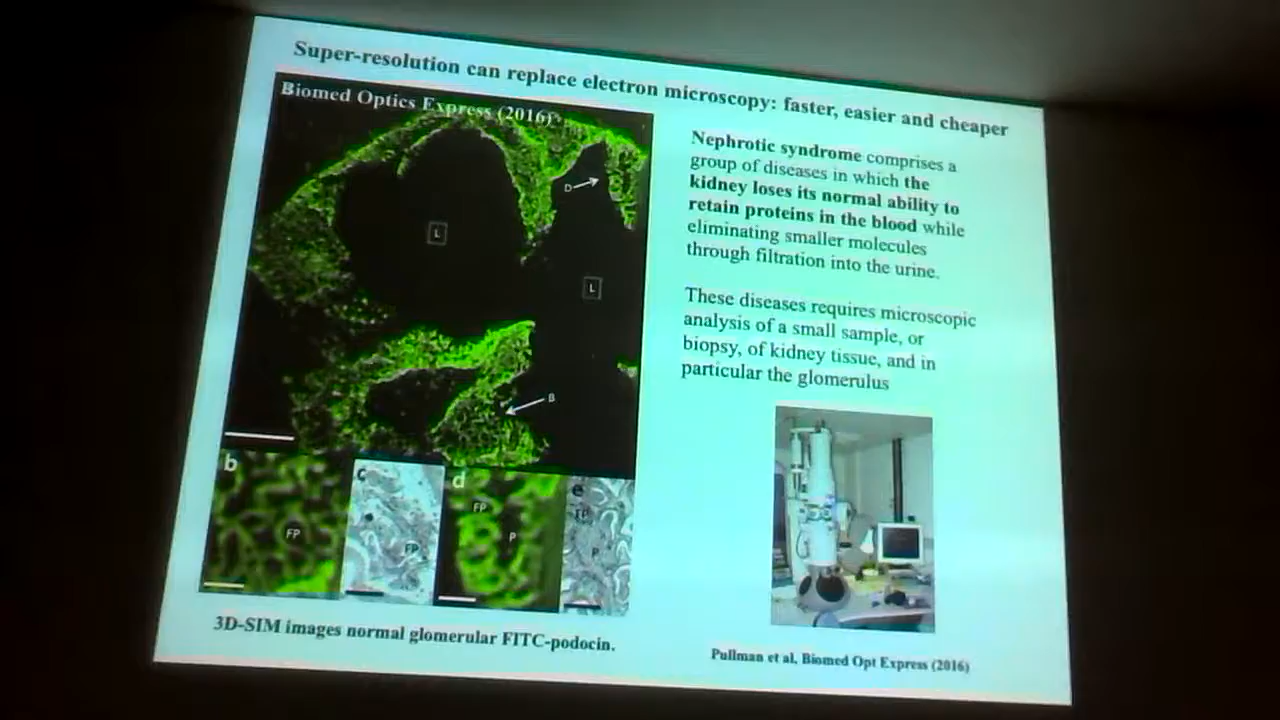 Super-resolution can replace electron microscopy: faster, easier and cheaper
Biomed Optics Express (2016)
D
L
L
B
b
FP
c
FP
d
FP
P
e
FP
P
3D-SIM images normal glomerular FITC-podocin.
Nephrotic syndrome comprises a
group of diseases in which the
kidney loses its normal ability to
retain proteins in the blood while
eliminating smaller molecules
through filtration into the urine.
These diseases requires microscopic
analysis of a small sample, or
biopsy, of kidney tissue, and in
particular the glomerulus
Pullman et al, Biomed Opt Express (2016)